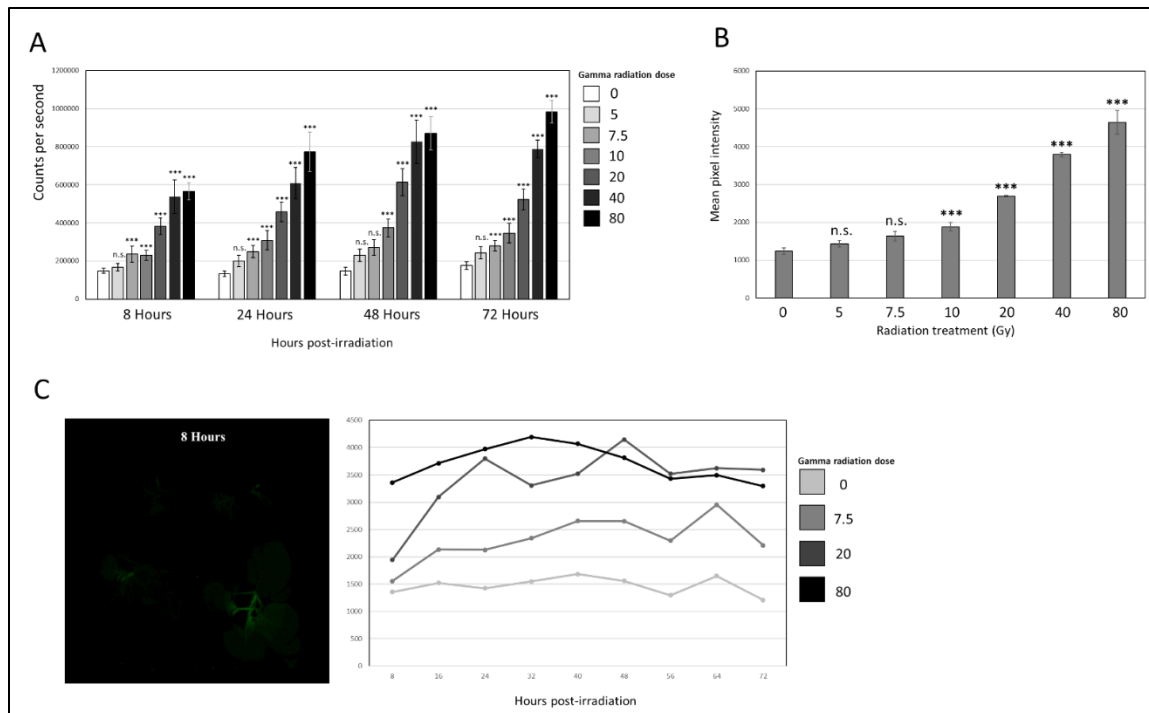 A
Counts per second
1200000
1000000
800000
600000
400000
200000
0
n.s. *** *** *** *** ***
n.s. *** *** *** *** ***
n.s. n.s. *** *** *** ***
n.s. *** *** *** *** ***
8 Hours 24 Hours 48 Hours 72 Hours
Hours post-irradiation
Gamma radiation dose
0
5
7.5
10
20
40
80
B
Mean pixel intensity
6000
5000
4000
3000
2000
1000
0
n.s. n.s. *** *** *** ***
0 5 7.5 10 20 40 80
Radiation treatment (Gy)
C
8 Hours
4500
4000
3500
3000
2500
2000
1500
1000
500
0
8 16 24 32 40 48 56 64 72
Hours post-irradiation
Gamma radiation dose
0
7.5
20
80